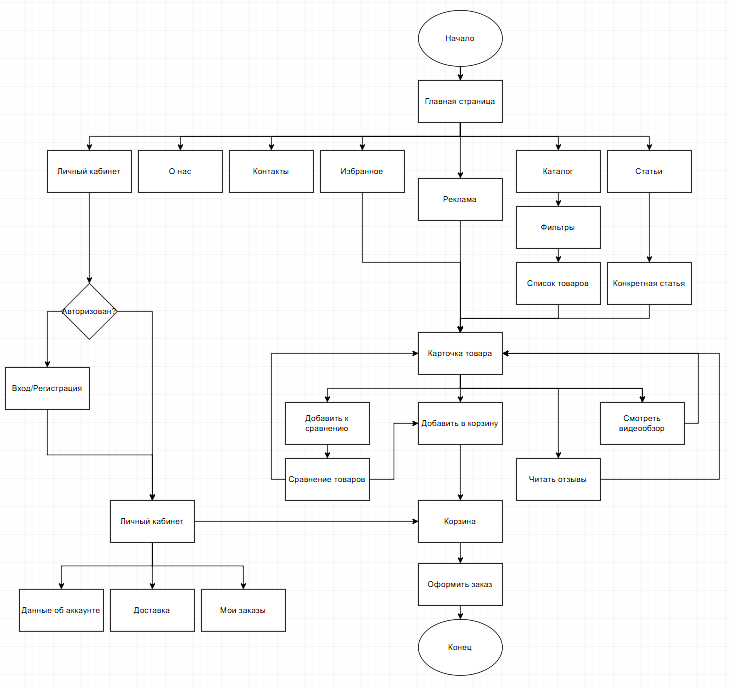 Начало
Главная страница
Личный кабинет
О нас
Контакты
Избранное
Реклама
Каталог
Статьи
Фильтры
Список товаров
Конкретная статья
Авторизован?
Вход/Регистрация
Карточка товара
Добавить к
сравнению
Добавить в корзину
Смотреть
видеообзор
Сравнение товаров
Читать отзывы
Личный кабинет
Корзина
Данные об аккаунте
Доставка
Мои заказы
Оформить заказ
Конец